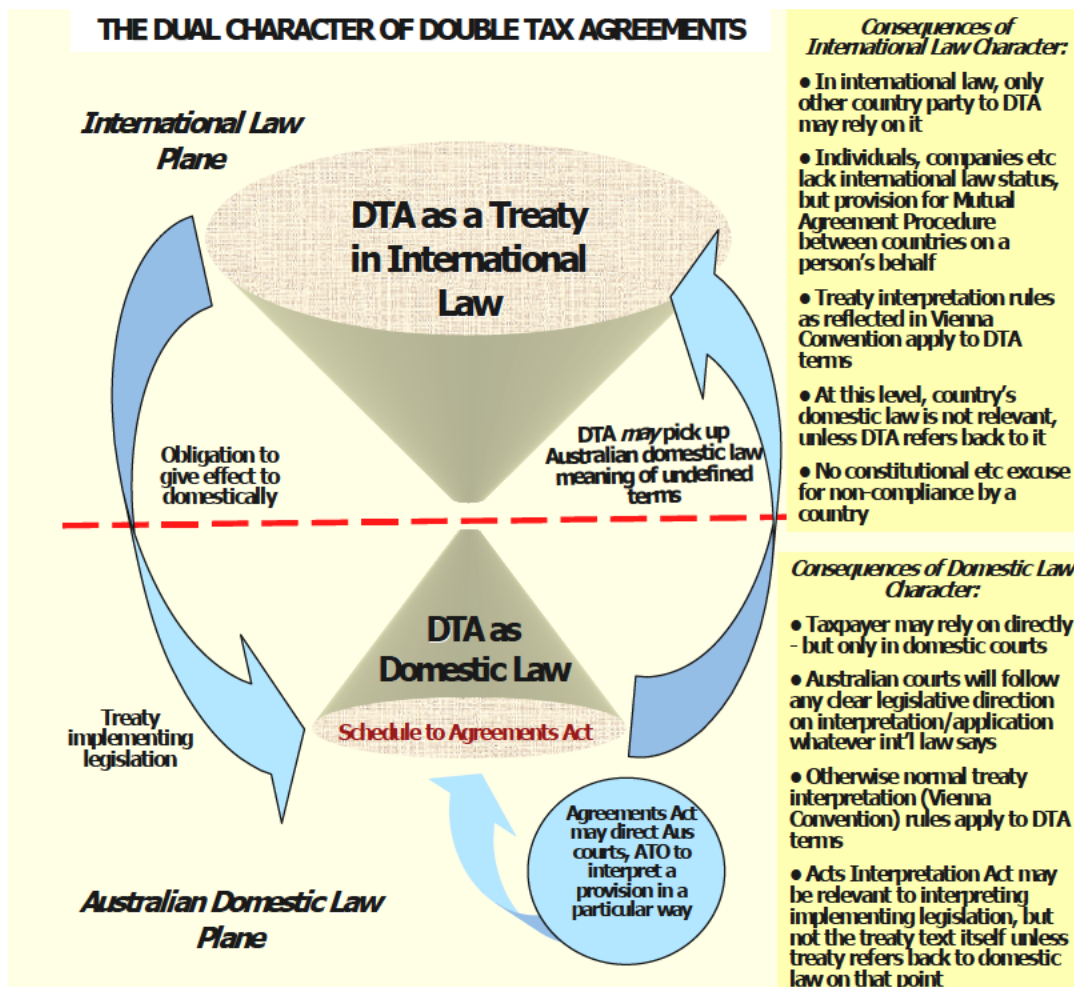 THE DUAL CHARACTER OF DOUBLE TAX AGREEMENTS
International Law
Plane
DTA as a Treaty
in International
Law
Obligation to
give effect to
domestically
DTA may pick up
Australian domestic law
meaning of undefined
terms
DTA as
Domestic Law
Schedule to Agreements Act
Treaty
implementing
legislation
Agreements Act
may direct Aus
courts, ATO to
interpret a
provision in a
particular way
Australian Domestic Law
Plane
Consequences of
International Law Character:
● In international law, only
other country party to DTA
may rely on it
● Individuals, companies etc
lack international law status,
but provision for Mutual
Agreement Procedure
between countries on a
person's behalf
● Treaty interpretation rules
as reflected in Vienna
Convention apply to DTA
terms
● At this level, country's
domestic law is not relevant,
unless DTA refers back to it
● No constitutional etc excuse
for non-compliance by a
country
Consequences of Domestic Law
Character:
● Taxpayer may rely on directly
- but only in domestic courts
● Australian courts will follow
any clear legislative direction
on interpretation/application
whatever int'l law says
● Otherwise normal treaty
interpretation (Vienna
Convention) rules apply to DTA
terms
● Acts Interpretation Act may
be relevant to interpreting
implementing legislation, but
not the treaty text itself unless
treaty refers back to domestic
law on that point